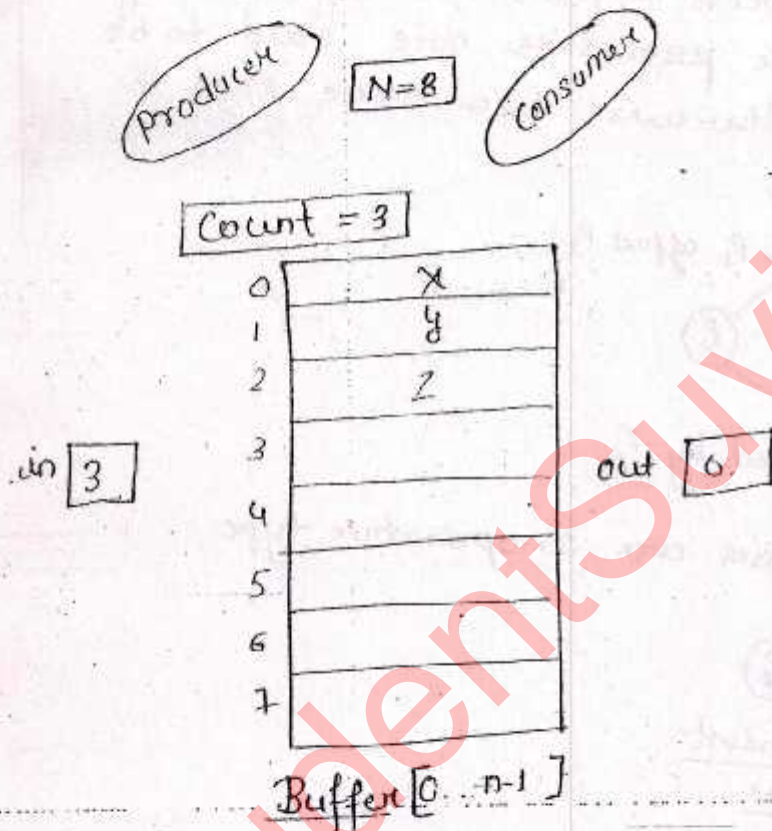 Producer
N=8
Consumer
Count = 3
0 x
1 y
2 z
3
in 3
out 0
4
5
6
7
Buffer[0...n-1]